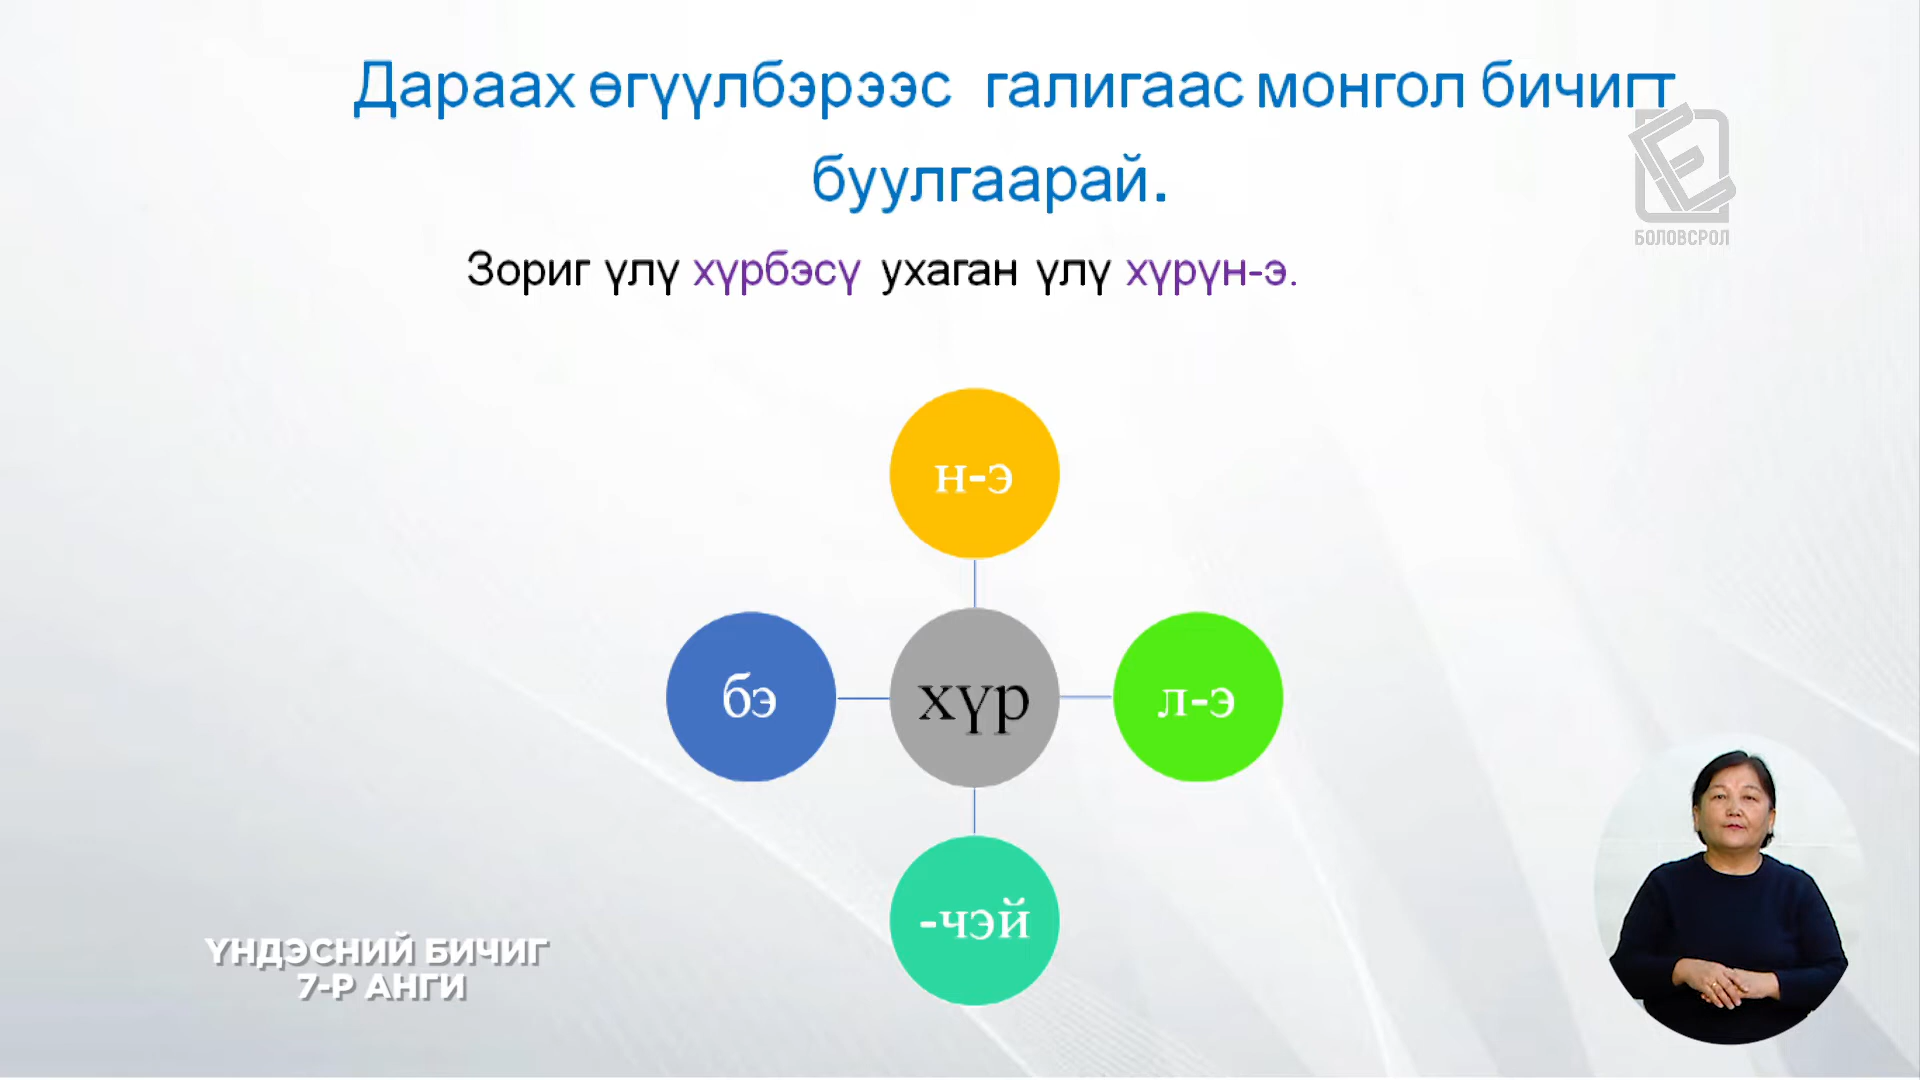 Дараах өгүүлбэрээс галигаас монгол бичигт
буулгаарай.
БОЛОВСРОЛ
Зориг үлү хүрбэсү ухаган үлү хүрүн-э.
н-э
бэ
хүр
л-э
-чэй
ҮНДЭСНИЙ БИЧИГ
7-Р АНГИ